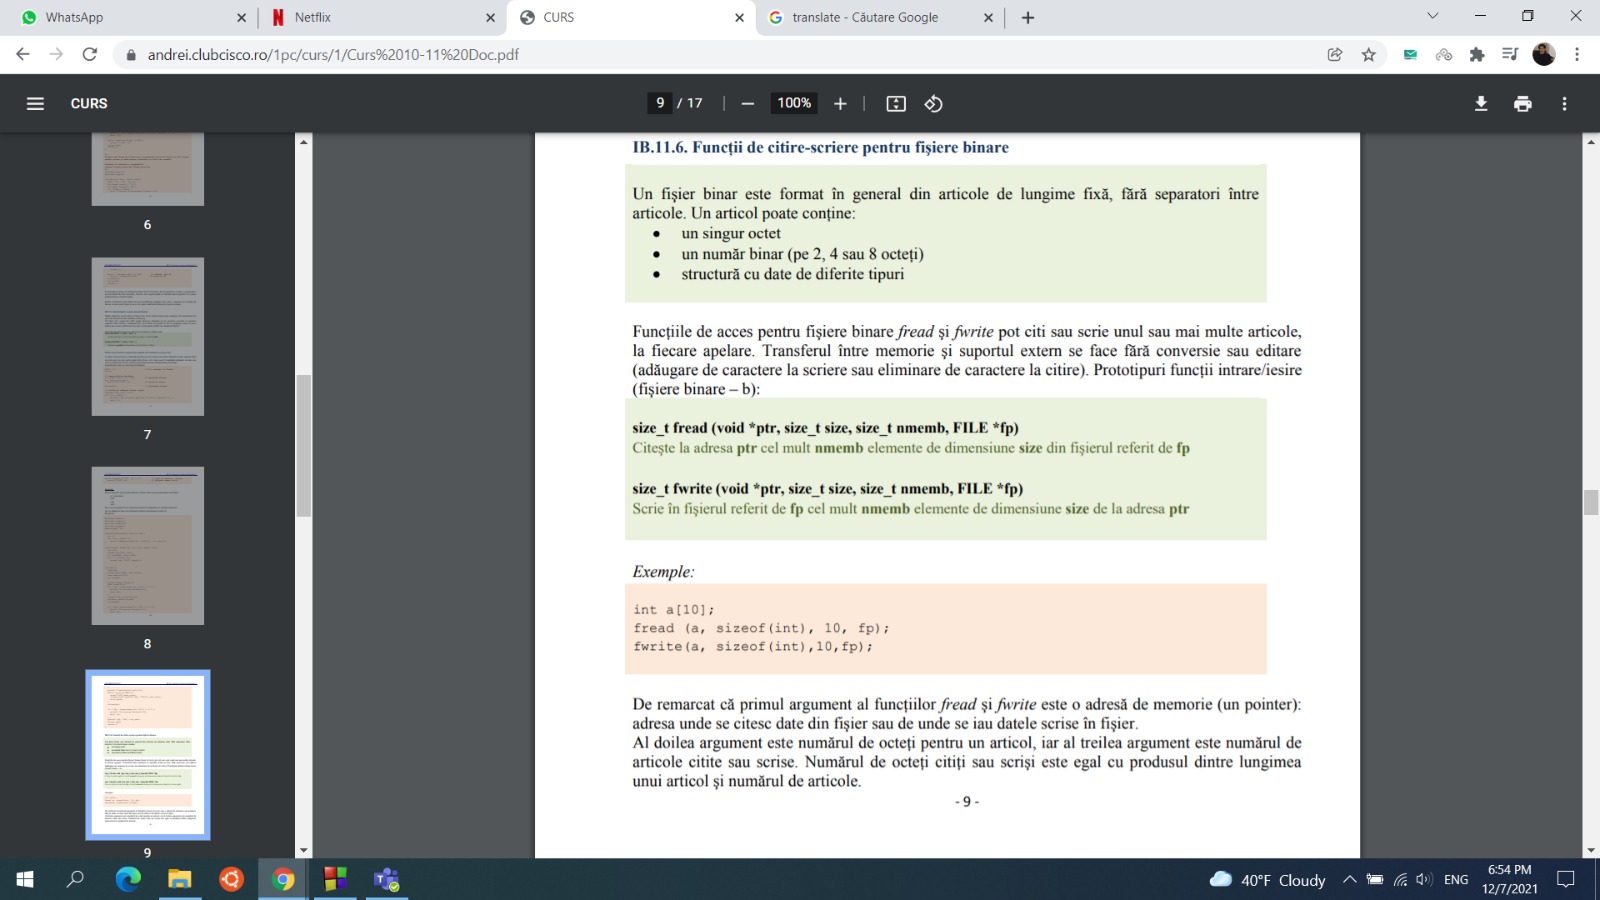 WhatsApp
Netflix
CURS
translate - Căutare Google
andrei.clubcisco.ro/1pc/curs/1/Curs%2010-11%20Doc.pdf
CURS
9 / 17
100%
6
7
8
9
IB.11.6. Funcții de citire-scriere pentru fişiere binare
Un fişier binar este format în general din articole de lungime fixă, fără separatori între
articole. Un articol poate conține:
• un singur octet
• un număr binar (pe 2, 4 sau 8 octeți)
• structură cu date de diferite tipuri
Funcțiile de acces pentru fişiere binare fread şi fwrite pot citi sau scrie unul sau mai multe articole,
la fiecare apelare. Transferul între memorie şi suportul extern se face fără conversie sau editare
(adăugare de caractere la scriere sau eliminare de caractere la citire). Prototipuri funcții intrare/iesire
(fişiere binare – b):
size_t fread (void *ptr, size_t size, size_t nmemb, FILE *fp)
Citeşte la adresa ptr cel mult nmemb elemente de dimensiune size din fişierul referit de fp
size_t fwrite (void *ptr, size_t size, size_t nmemb, FILE *fp)
Scrie în fişierul referit de fp cel mult nmemb elemente de dimensiune size de la adresa ptr
Exemple:
int a[10];
fread (a, sizeof(int), 10, fp);
fwrite(a, sizeof(int),10,fp);
De remarcat că primul argument al funcțiilor fread şi fwrite este o adresă de memorie (un pointer):
adresa unde se citesc date din fişier sau de unde se iau datele scrise în fişier.
Al doilea argument este numărul de octeți pentru un articol, iar al treilea argument este numărul de
articole citite sau scrise. Numărul de octeți citiți sau scrişi este egal cu produsul dintre lungimea
unui articol şi numărul de articole.
- 9 -
40°F Cloudy
ENG
6:54 PM
12/7/2021